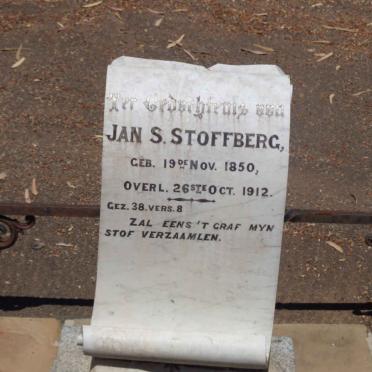 Ter Gedachtenis van
JAN S. STOFFBERG,
GEB. 19DE NOV. 1850,
OVERL. 26STE OCT. 1912.
GEZ. 38. VERS. 8
ZAL EENS 'T GRAF MYN
STOF VERZAAMLEN.